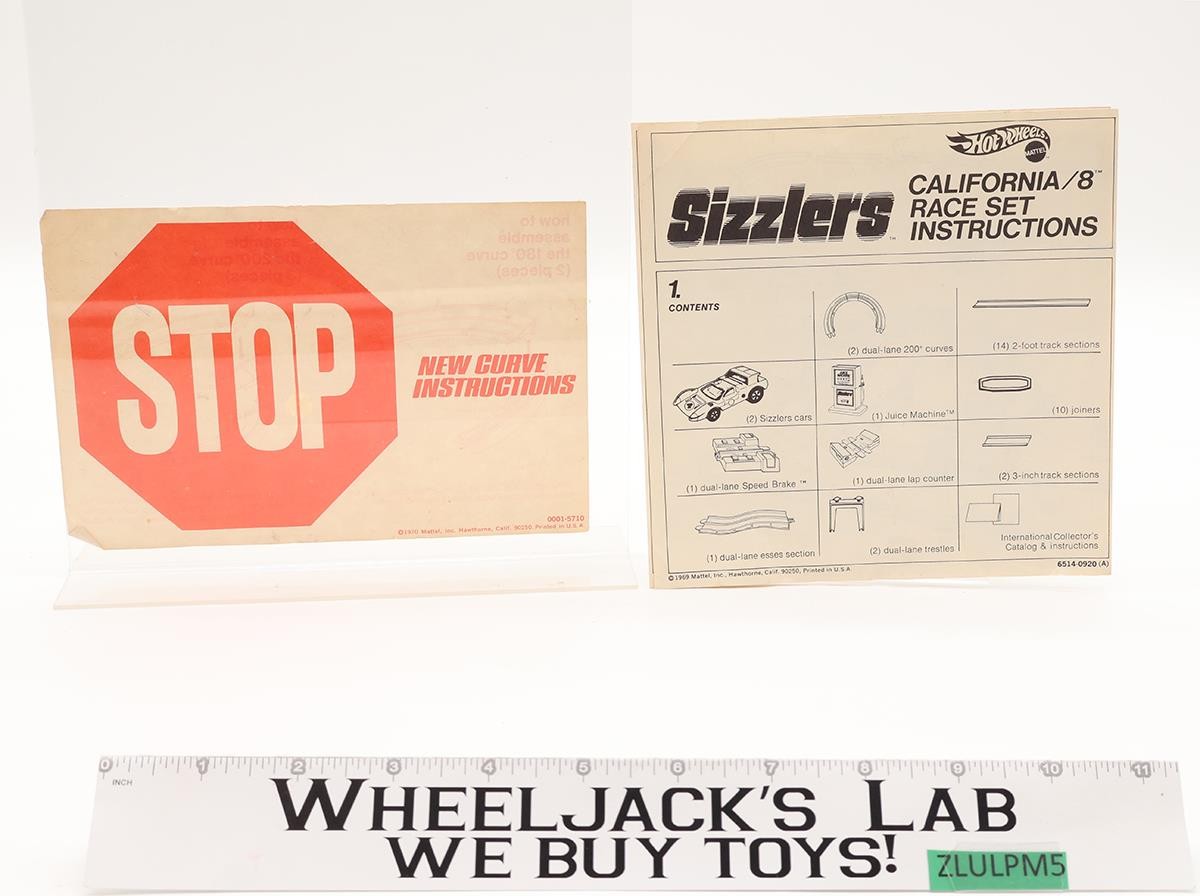 STOP
NEW CURVE
INSTRUCTIONS
how to
assemble
the 180° curve
(2 pieces)
0001-5710
©1970 Mattel, Inc. Hawthorne, Calif. 90250. Printed in U.S.A.
Hot Wheels
MATTEL
Sizzlers™
CALIFORNIA/8™
RACE SET
INSTRUCTIONS
1.
CONTENTS
(2) dual-lane 200° curves
(14) 2-foot track sections
(2) Sizzlers cars
(1) Juice Machine™
(10) joiners
(1) dual-lane Speed Brake™
(1) dual-lane lap counter
(2) 3-inch track sections
(1) dual-lane esses section
(2) dual-lane trestles
International Collector's
Catalog & instructions
©1969 Mattel, Inc., Hawthorne, Calif. 90250, Printed in U.S.A.
6514-0920 (A)
0 1 2 3 4 5 6 7 8 9 10 11
INCH
WHEELJACK'S LAB
WE BUY TOYS!
ZLULPM5